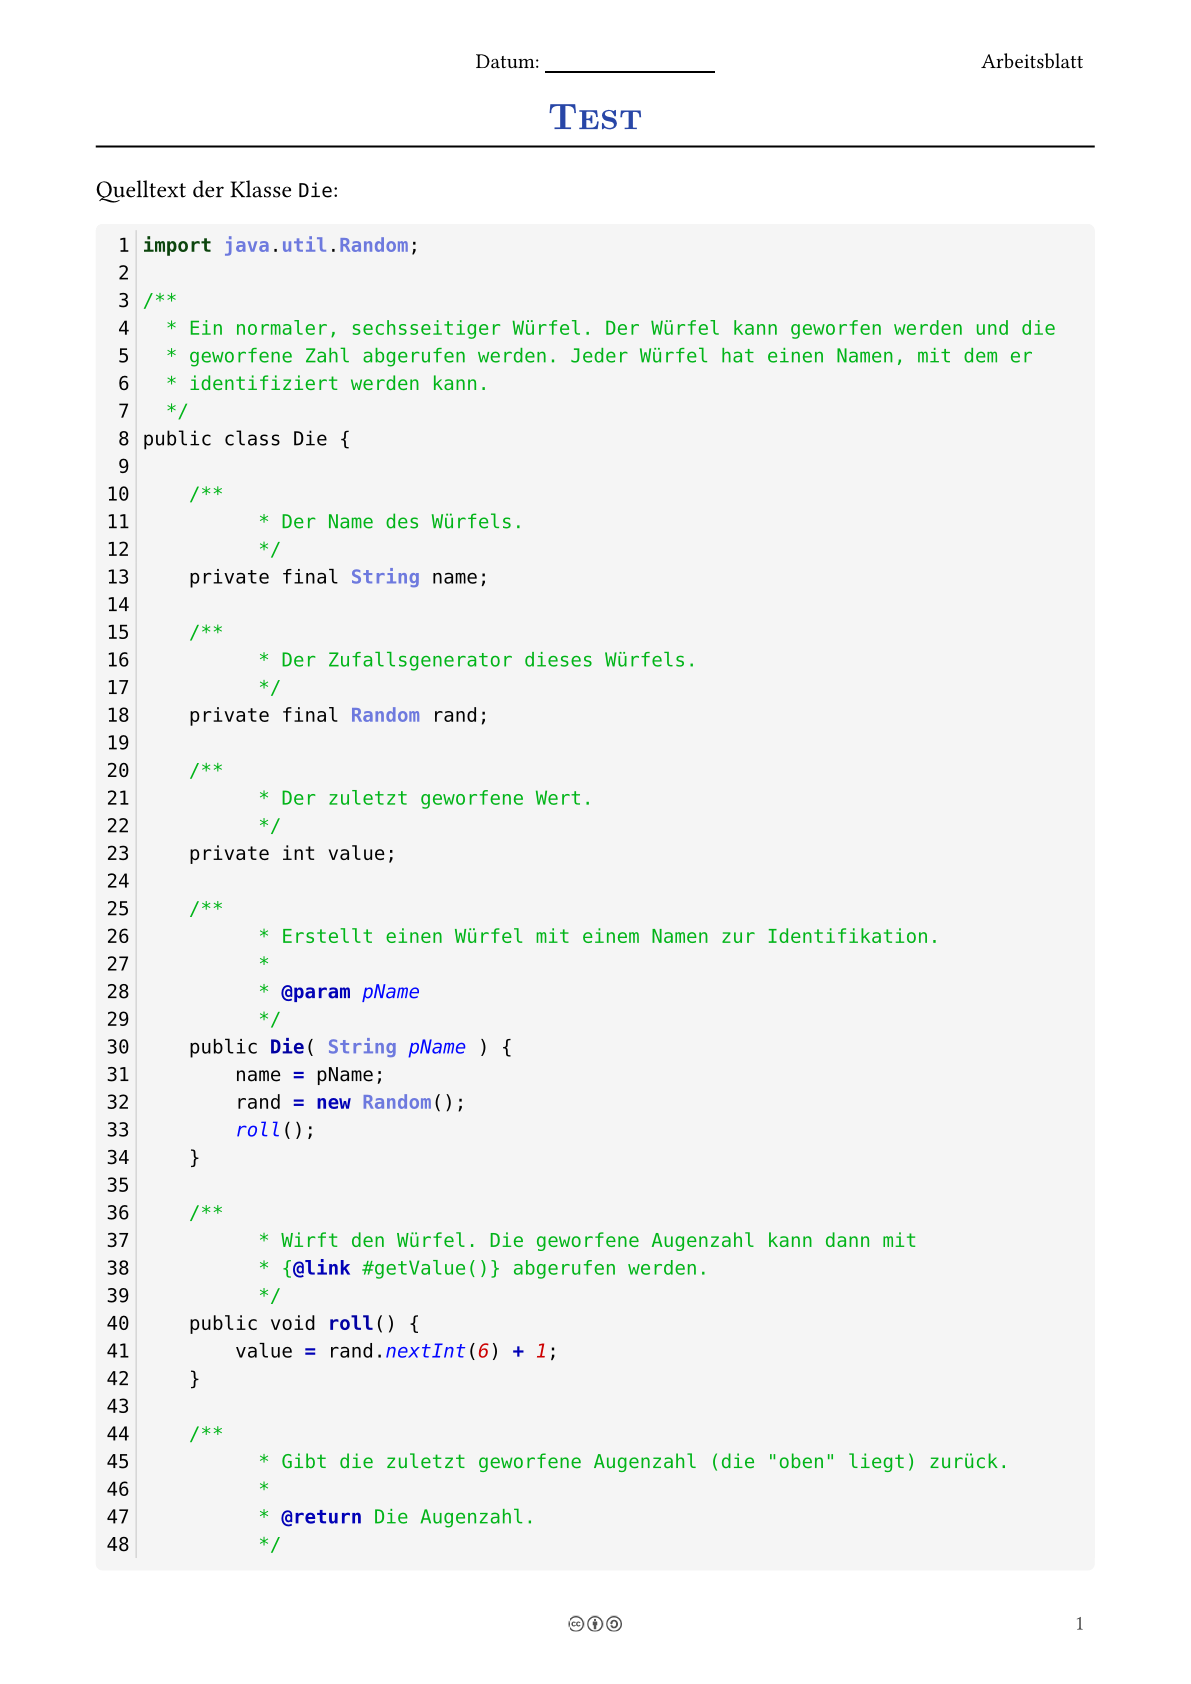 Datum: Arbeitsblatt
Test
Quelltext der Klasse Die:
1 import java.util.Random;
2
3 /**
4   * Ein normaler, sechsseitiger Würfel. Der Würfel kann geworfen werden und die
5   * geworfene Zahl abgerufen werden. Jeder Würfel hat einen Namen, mit dem er
6   * identifiziert werden kann.
7   */
8 public class Die {
9
10     /**
11           * Der Name des Würfels.
12           */
13     private final String name;
14
15     /**
16           * Der Zufallsgenerator dieses Würfels.
17           */
18     private final Random rand;
19
20     /**
21           * Der zuletzt geworfene Wert.
22           */
23     private int value;
24
25     /**
26           * Erstellt einen Würfel mit einem Namen zur Identifikation.
27           *
28           * @param pName
29           */
30     public Die( String pName ) {
31         name = pName;
32         rand = new Random();
33         roll();
34     }
35
36     /**
37           * Wirft den Würfel. Die geworfene Augenzahl kann dann mit
38           * {@link #getValue()} abgerufen werden.
39           */
40     public void roll() {
41         value = rand.nextInt(6) + 1;
42     }
43
44     /**
45           * Gibt die zuletzt geworfene Augenzahl (die "oben" liegt) zurück.
46           *
47           * @return Die Augenzahl.
48           */
1